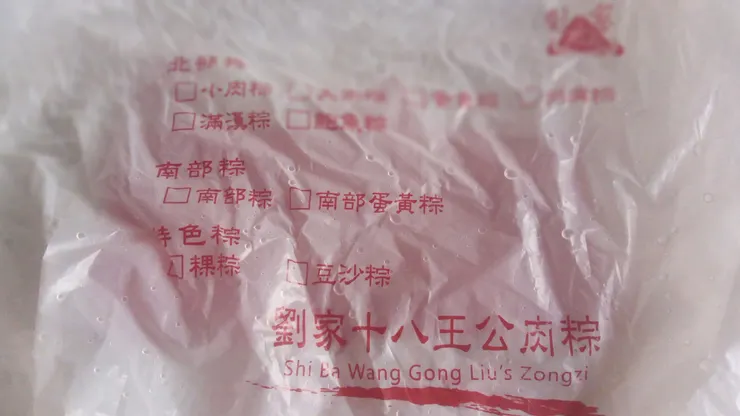 北部粽
□小肉粽
□滿漢粽 □鮑魚粽
南部粽
□南部粽 □南部蛋黃粽
特色粽
□粿粽 □豆沙粽
劉家十八王公肉粽
Shi Ba Wang Gong Liu's Zongzi